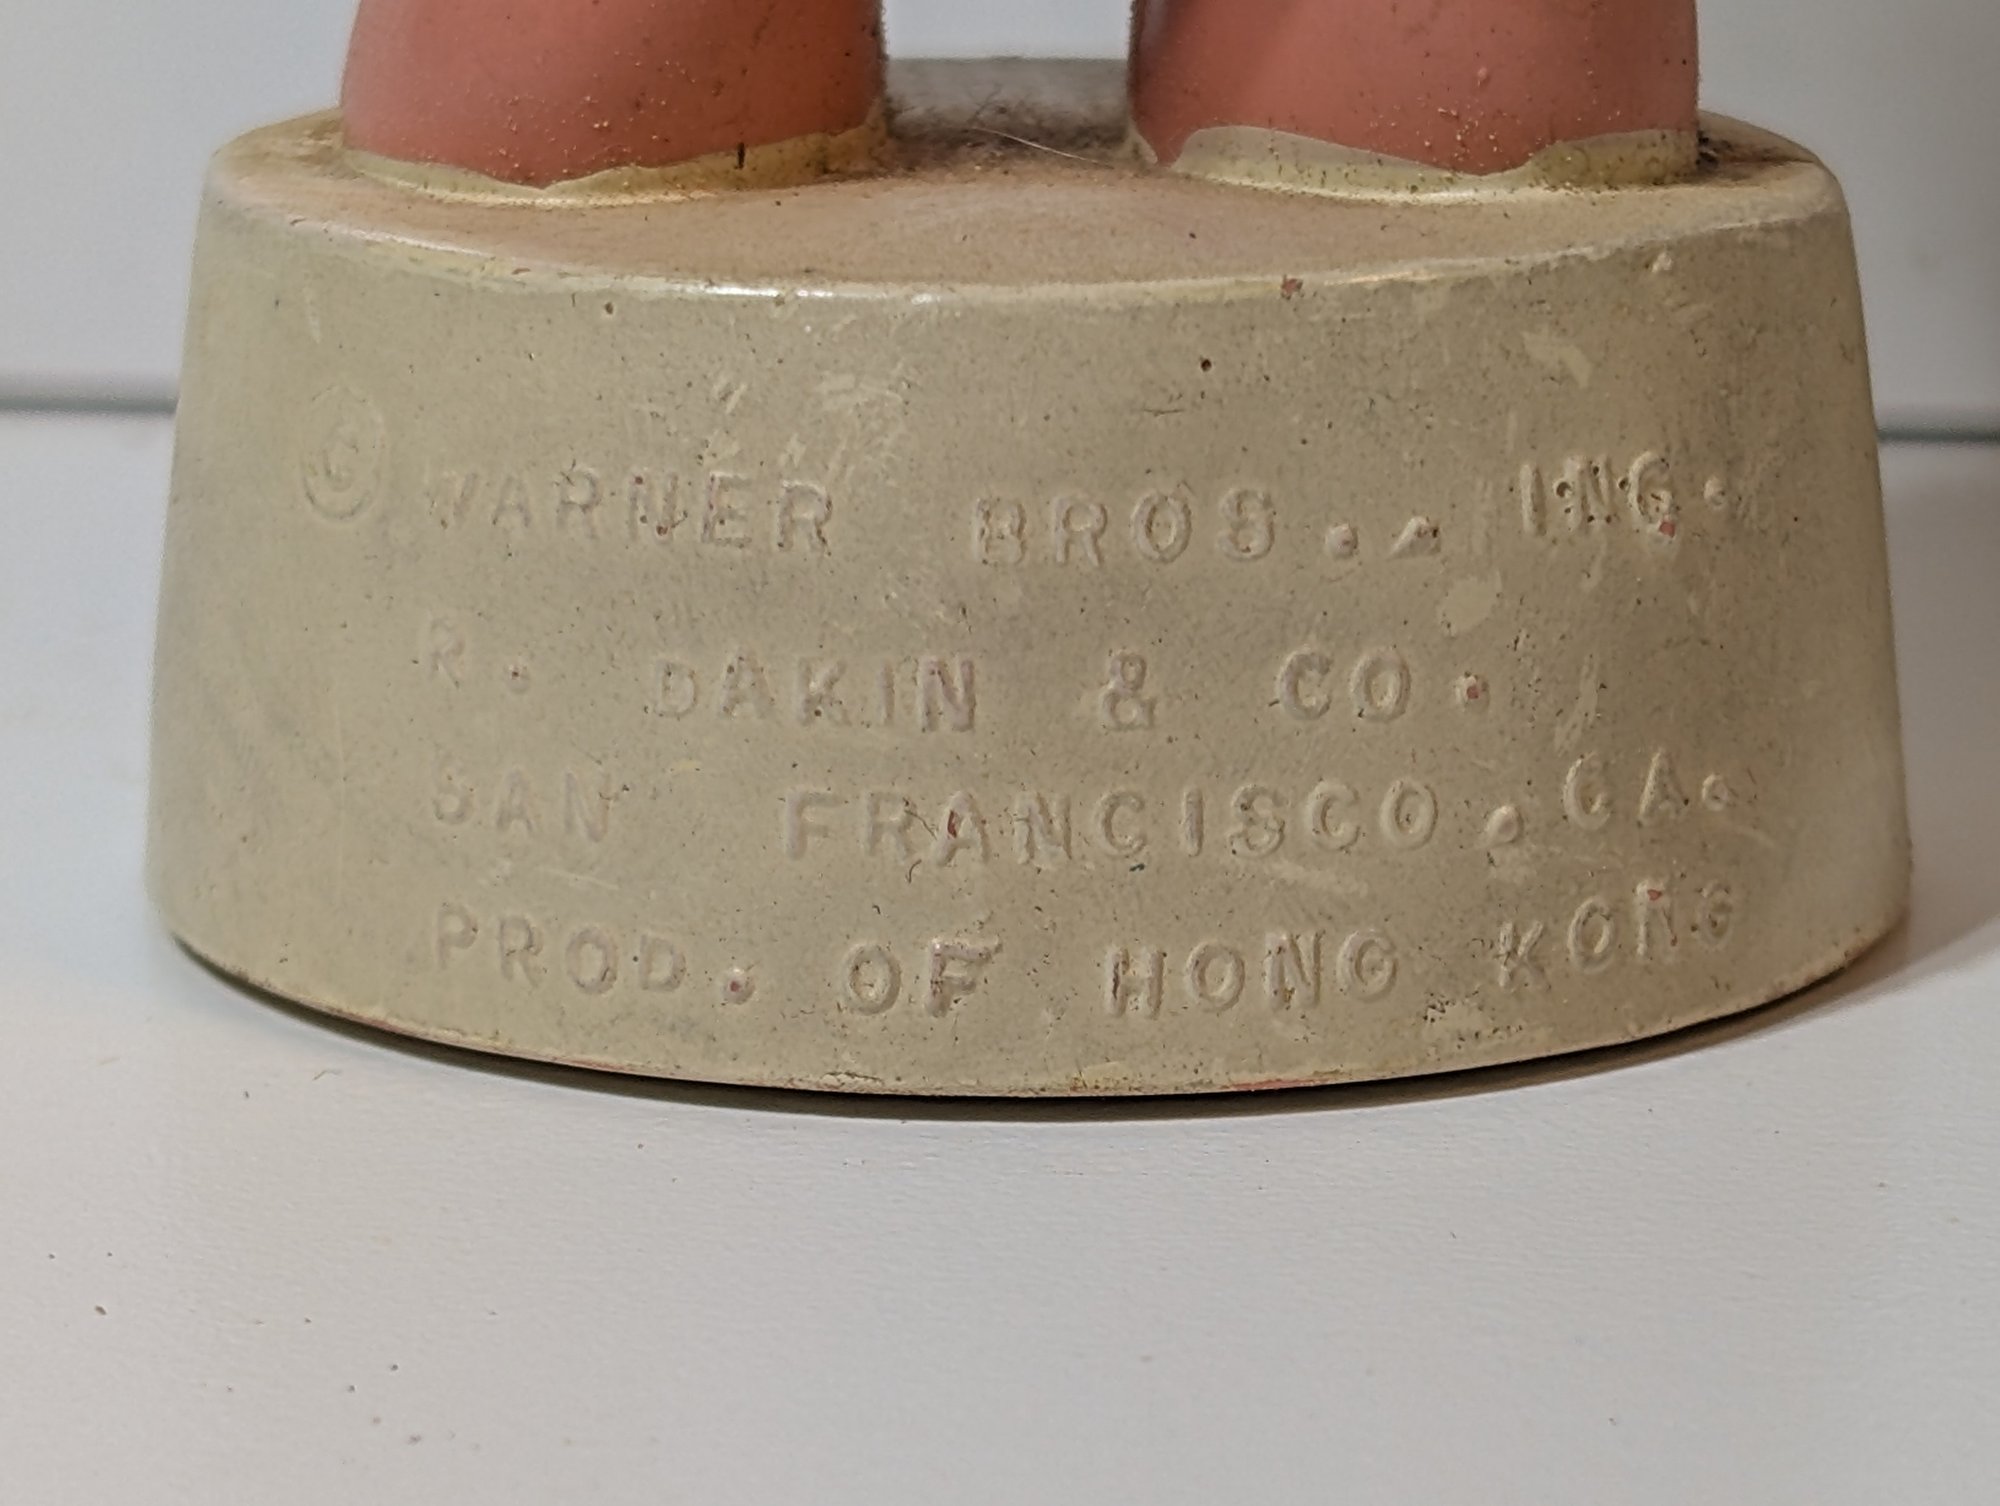 © WARNER BROS., INC.
R. DAKIN & CO.
SAN FRANCISCO. CA.
PROD. OF HONG KONG